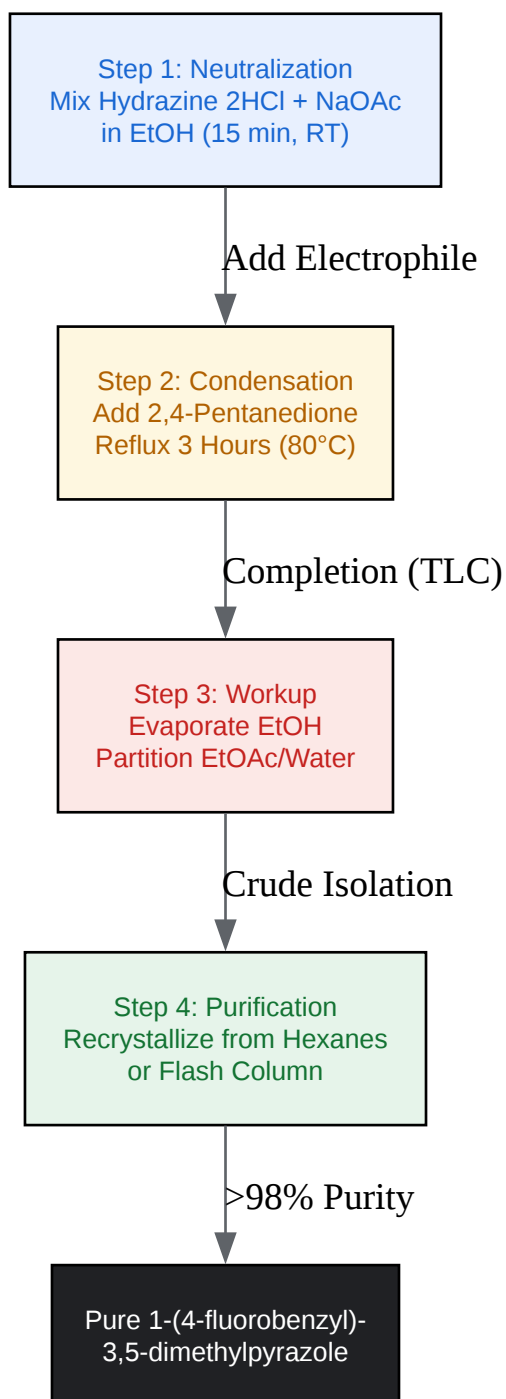 Step 1: Neutralization
Mix Hydrazine 2HCl + NaOAc
in EtOH (15 min, RT)
Add Electrophile
Step 2: Condensation
Add 2,4-Pentanedione
Reflux 3 Hours (80°C)
Completion (TLC)
Step 3: Workup
Evaporate EtOH
Partition EtOAc/Water
Crude Isolation
Step 4: Purification
Recrystallize from Hexanes
or Flash Column
>98% Purity
Pure 1-(4-fluorobenzyl)-
3,5-dimethylpyrazole